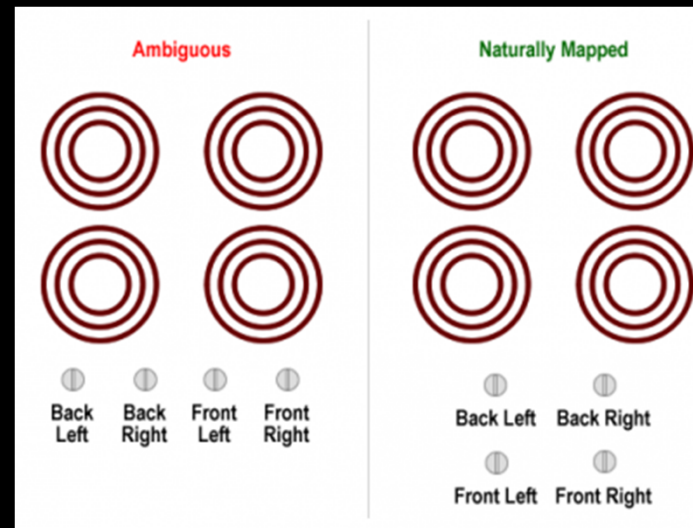 Ambiguous
Back Back Front Front
Left Right Left Right
Naturally Mapped
Back Left Back Right
Front Left Front Right